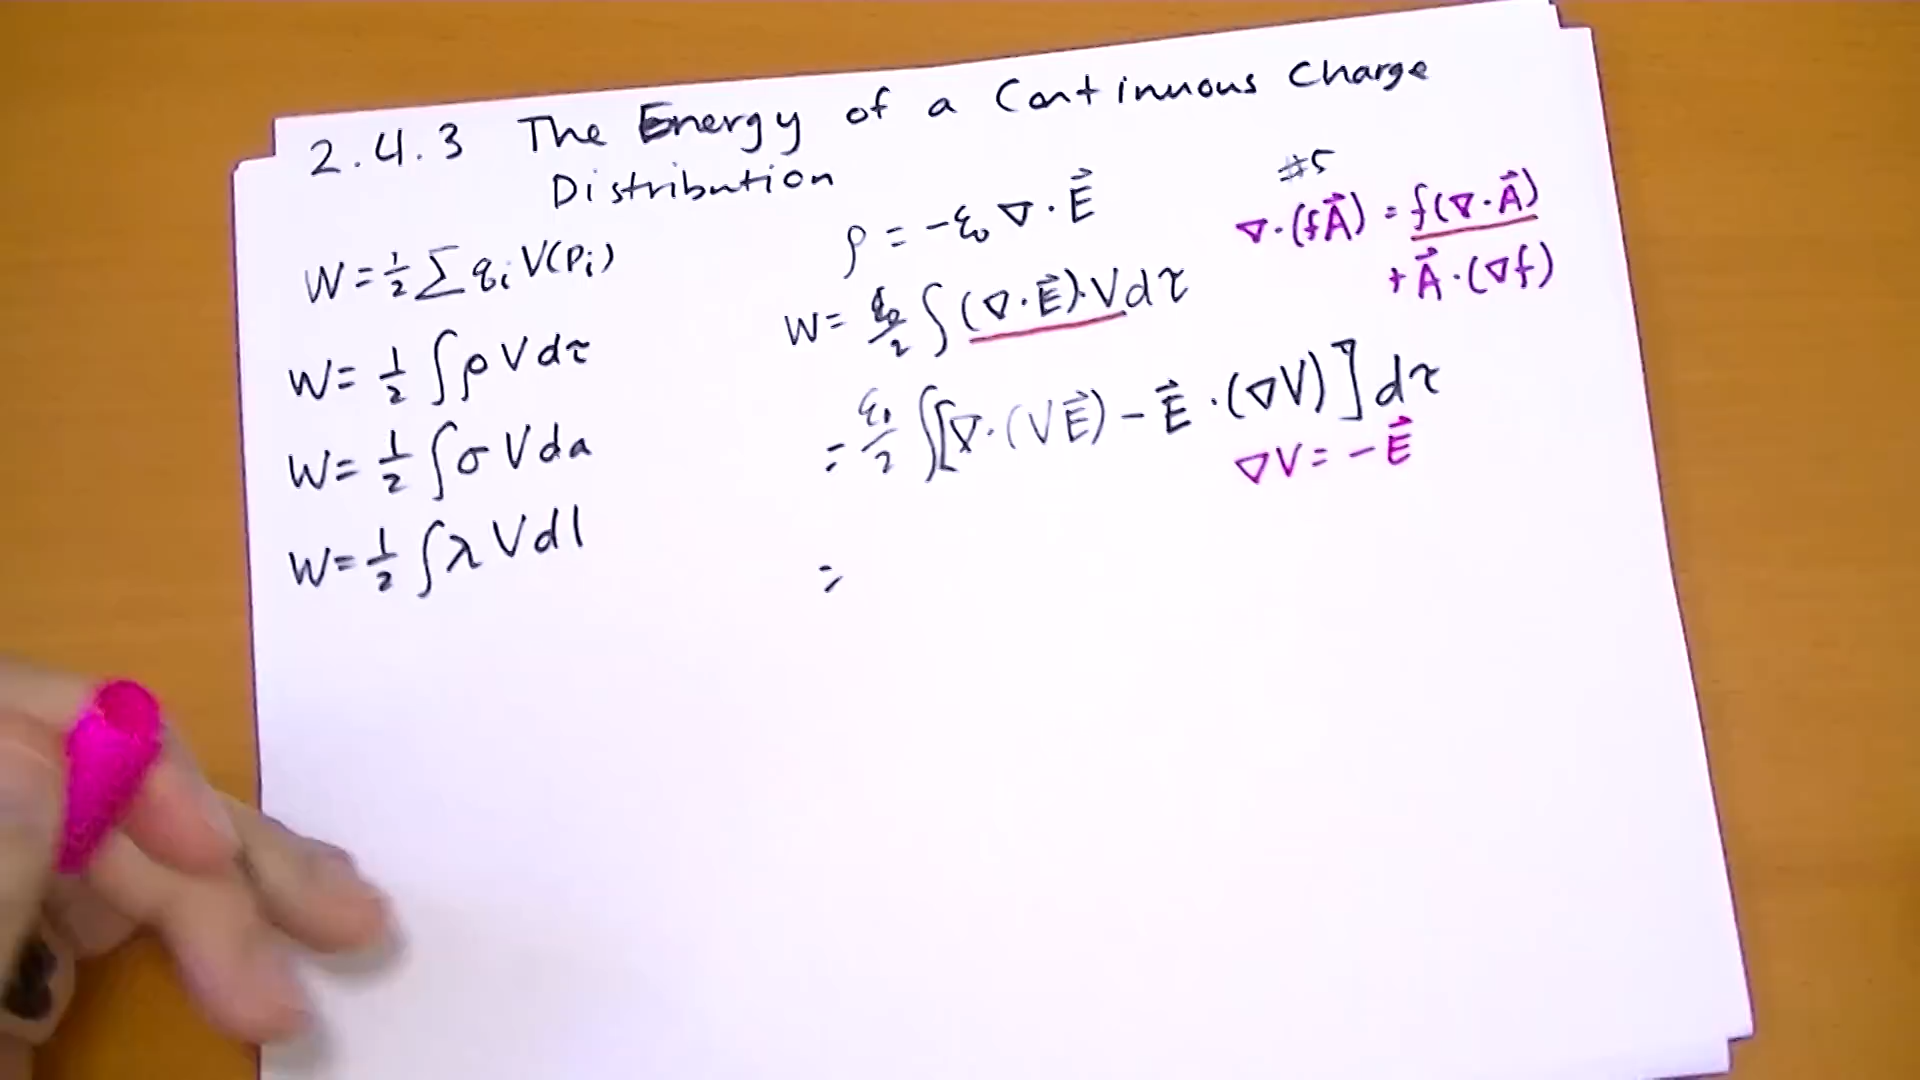 2.4.3 The Energy of a Continuous Charge
Distribution
W = ½ ∑ qᵢ V(Pᵢ)
W = ½ ∫ρ V dτ
W = ½ ∫σ V da
W = ½ ∫λ V dl
ρ = -ε₀ ∇ · E⃗
W = ε₀/2 ∫(∇ · E⃗) · V dτ
= ε₀/2 ∫[∇ · (V E⃗) - E⃗ · (∇V)] dτ
∇V = -E⃗
=
#5
∇ · (f A⃗) = f(∇ · A⃗)
+ A⃗ · (∇f)